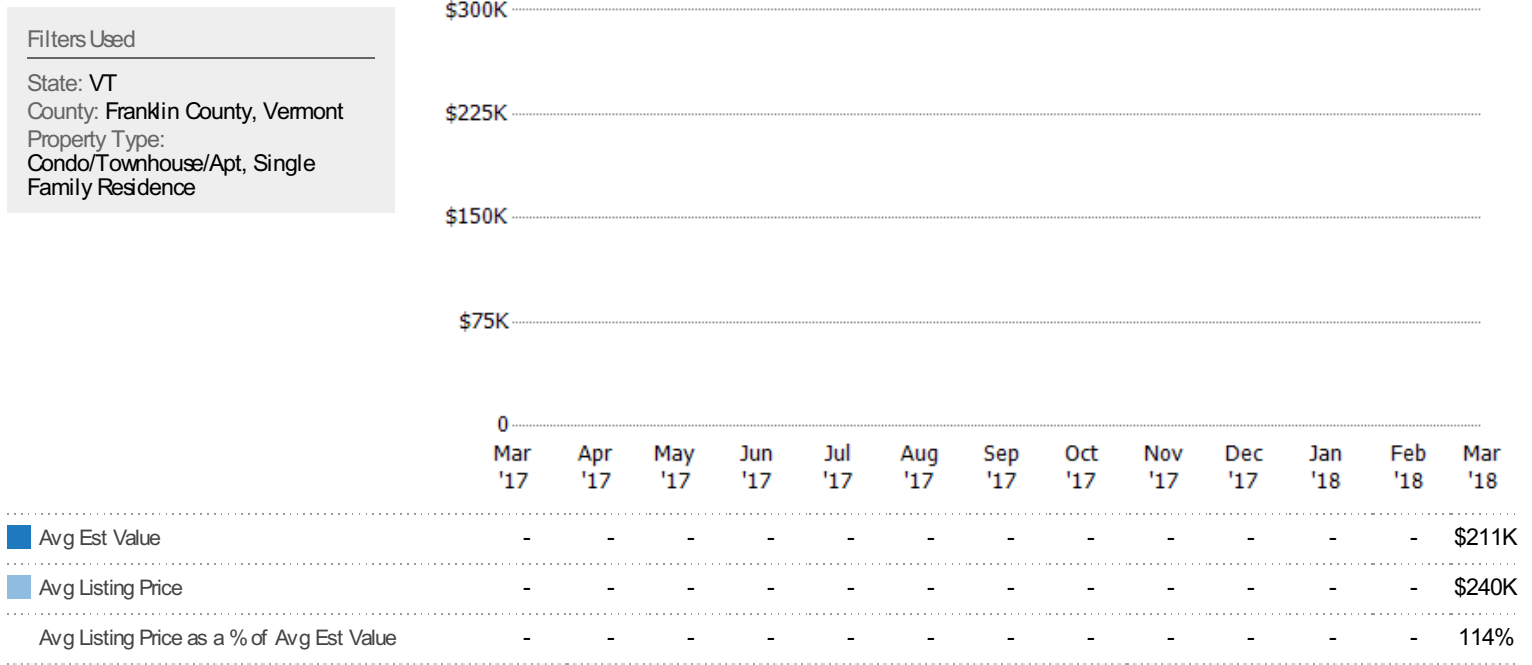 Filters Used
State: VT
County: Franklin County, Vermont
Property Type:
Condo/Townhouse/Apt, Single
Family Residence
$300K
$225K
$150K
$75K
0
Mar Apr May Jun Jul Aug Sep Oct Nov Dec Jan Feb Mar
'17 '17 '17 '17 '17 '17 '17 '17 '17 '17 '18 '18 '18
Avg Est Value - - - - - - - - - - - - $211K
Avg Listing Price - - - - - - - - - - - - $240K
Avg Listing Price as a % of Avg Est Value - - - - - - - - - - - - 114%